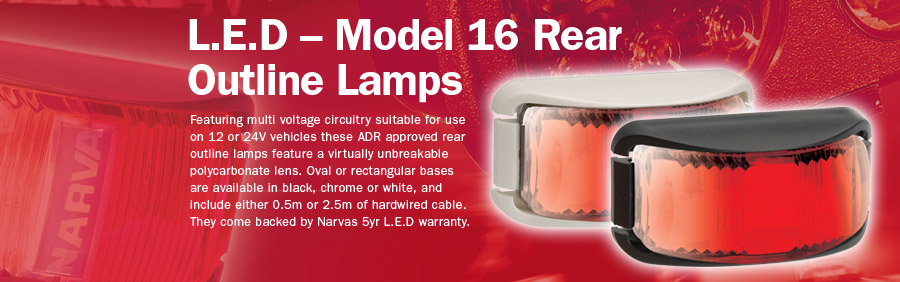 L.E.D – Model 16 Rear
Outline Lamps
Featuring multi voltage circuitry suitable for use
on 12 or 24V vehicles these ADR approved rear
outline lamps feature a virtually unbreakable
polycarbonate lens. Oval or rectangular bases
are available in black, chrome or white, and
include either 0.5m or 2.5m of hardwired cable.
They come backed by Narvas 5yr L.E.D warranty.
NARVA